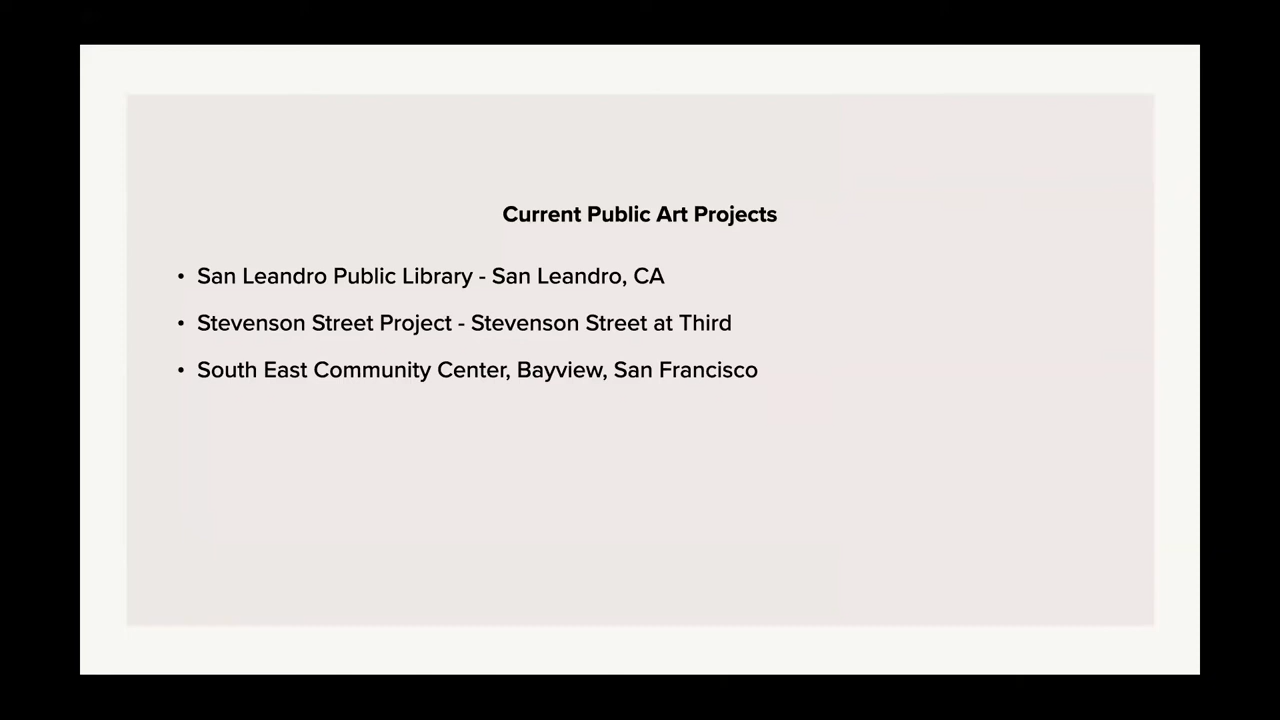 Current Public Art Projects
• San Leandro Public Library - San Leandro, CA
• Stevenson Street Project - Stevenson Street at Third
• South East Community Center, Bayview, San Francisco